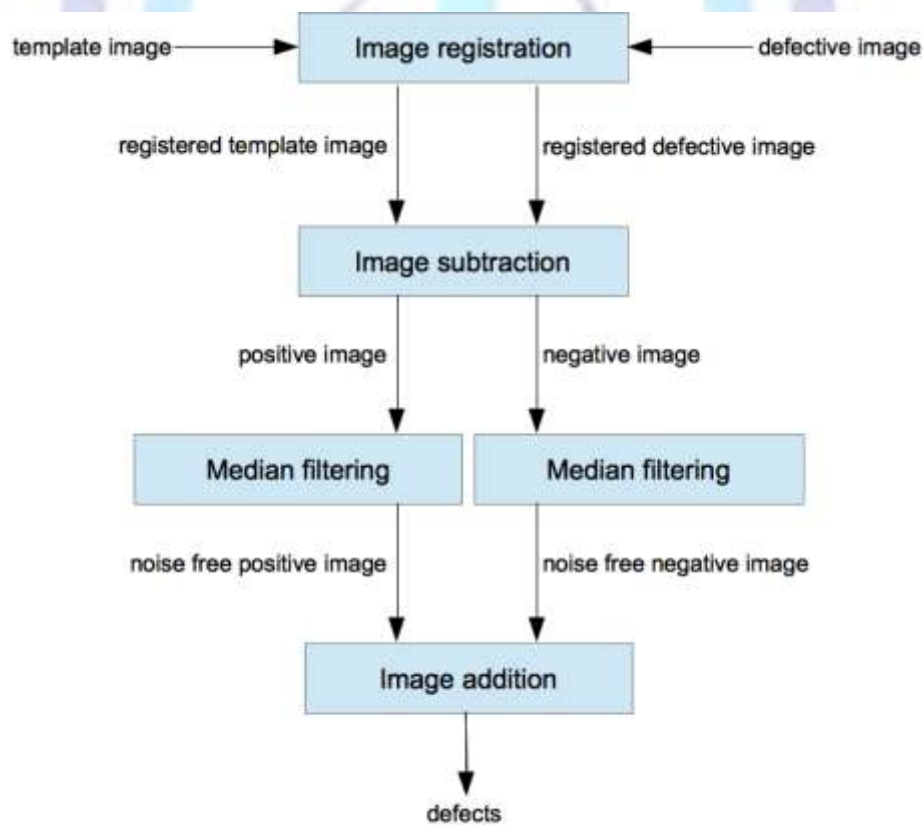 template image
Image registration
defective image
registered template image
registered defective image
Image subtraction
positive image
negative image
Median filtering
Median filtering
noise free positive image
noise free negative image
Image addition
defects